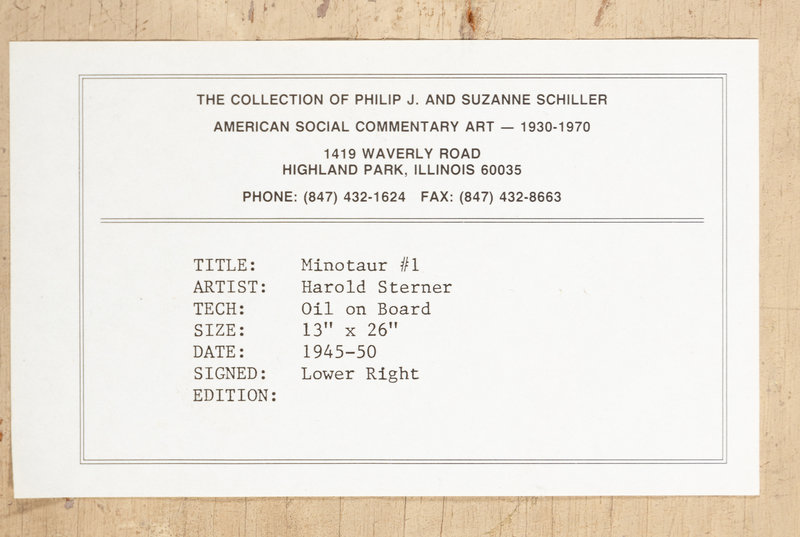 THE COLLECTION OF PHILIP J. AND SUZANNE SCHILLER
AMERICAN SOCIAL COMMENTARY ART — 1930-1970
1419 WAVERLY ROAD
HIGHLAND PARK, ILLINOIS 60035
PHONE: (847) 432-1624 FAX: (847) 432-8663
TITLE: Minotaur #1
ARTIST: Harold Sterner
TECH: Oil on Board
SIZE: 13" x 26"
DATE: 1945-50
SIGNED: Lower Right
EDITION: